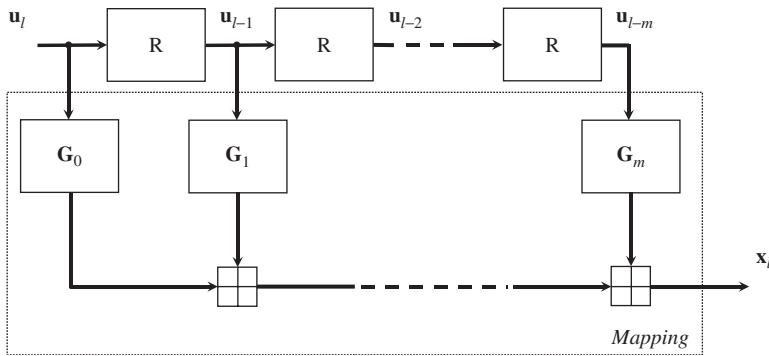 u_l u_{l–1} u_{l–2} u_{l–m}
R R R
G_0 G_1 G_m
x_l
Mapping